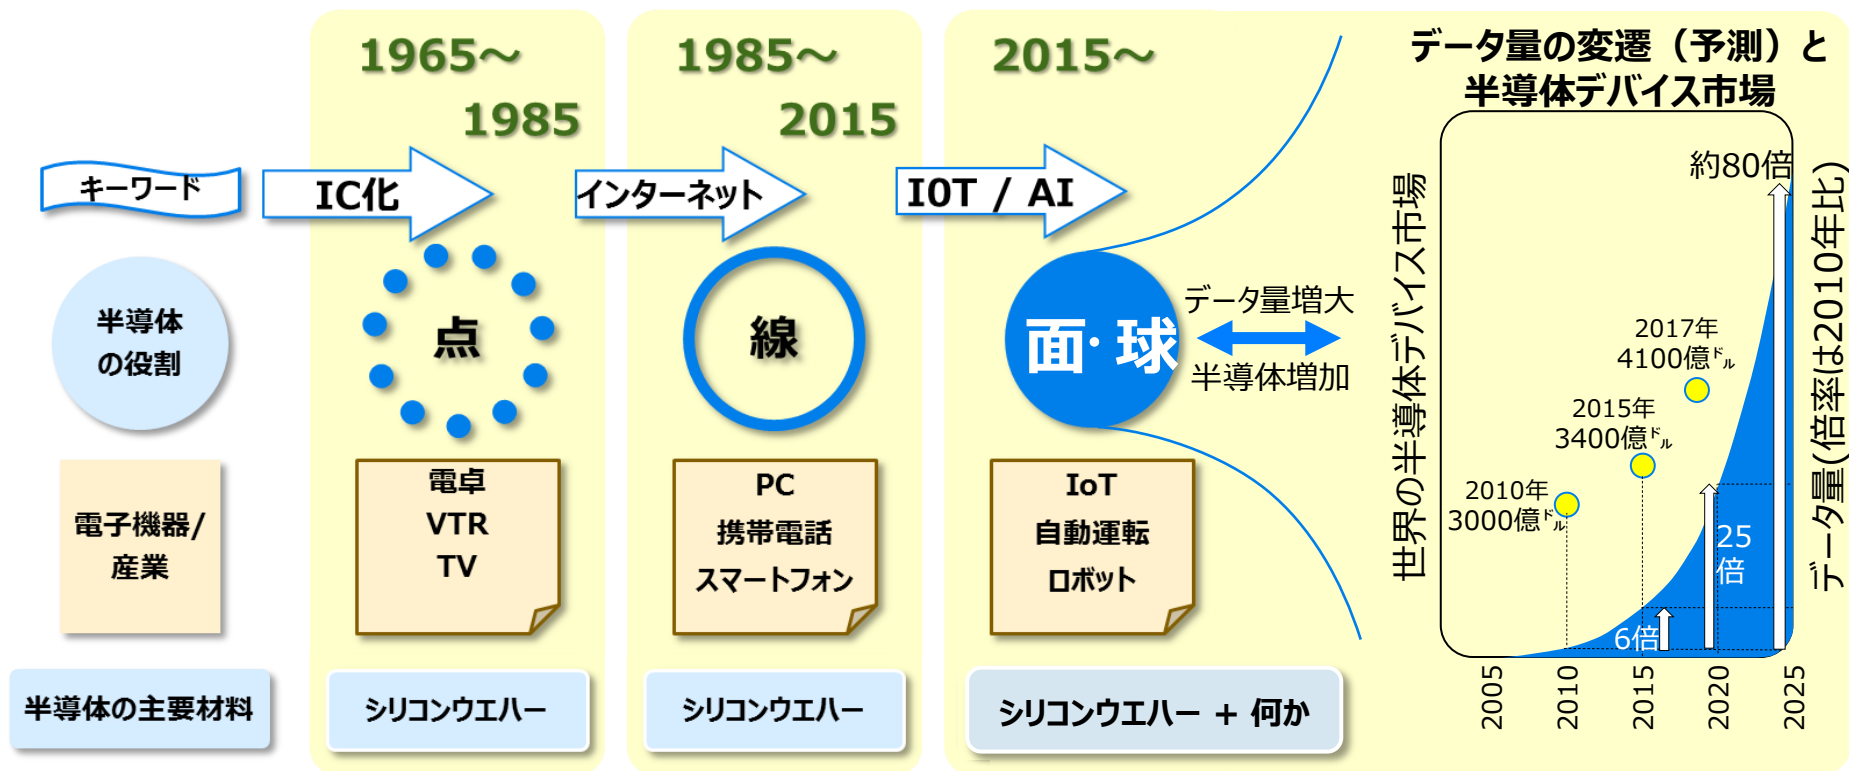 1965～
1985
1985～
2015
2015～
データ量の変遷（予測）と
半導体デバイス市場
キーワード
IC化
インターネット
I0T / AI
半導体
の役割
点
線
面・球
データ量増大
半導体増加
電子機器/
産業
電卓
VTR
TV
PC
携帯電話
スマートフォン
IoT
自動運転
ロボット
半導体の主要材料
シリコンウエハー
シリコンウエハー
シリコンウエハー + 何か
世界の半導体デバイス市場
約80倍
2017年
4100億ドル
2015年
3400億ドル
2010年
3000億ドル
25
倍
6倍
データ量(倍率は2010年比)
2005
2010
2015
2020
2025